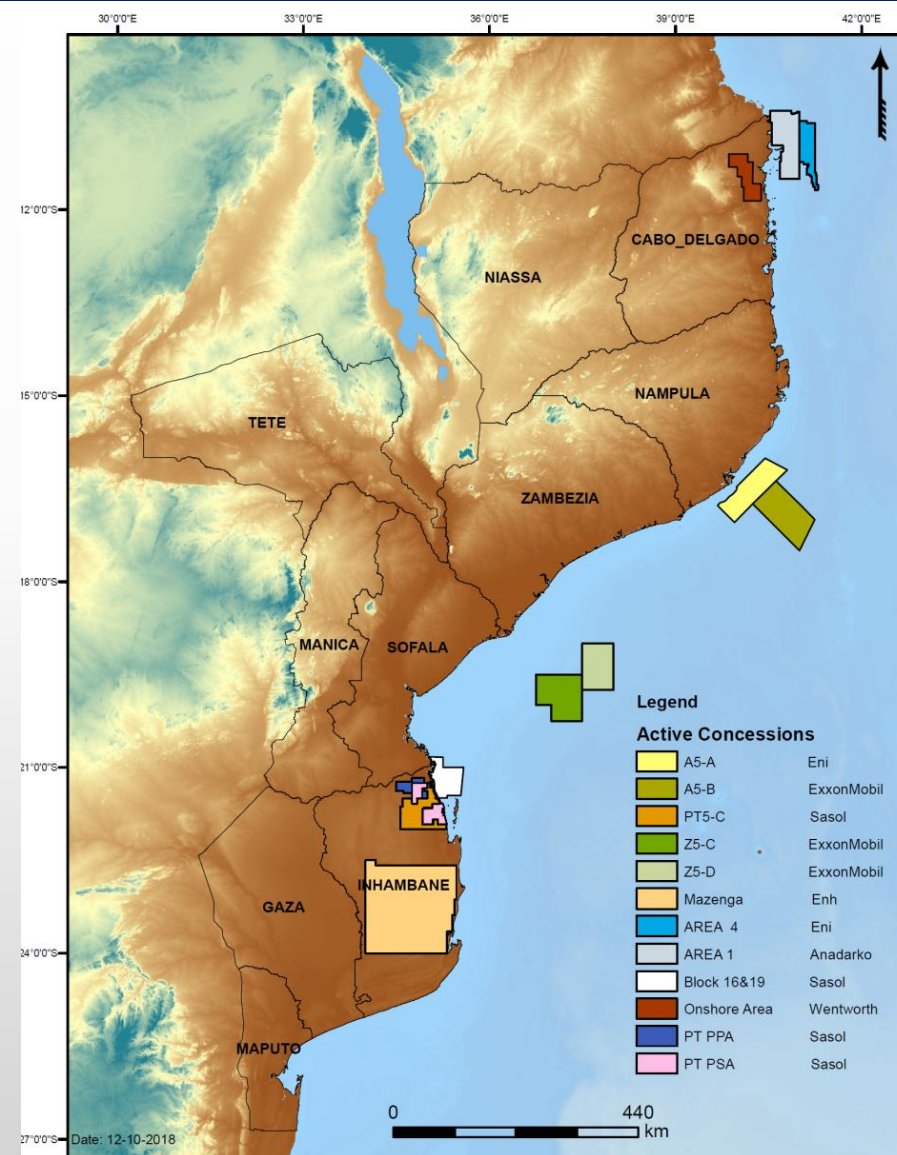 30°0'0"E 33°0'0"E 36°0'0"E 39°0'0"E 42°0'0"E
12°0'0"S
CABO_DELGADO
NIASSA
15°0'0"S
NAMPULA
TETE
ZAMBEZIA
18°0'0"S
MANICA
SOFALA
21°0'0"S
INHAMBANE
GAZA
24°0'0"S
MAPUTO
27°0'0"S
Date: 12-10-2018
Legend
Active Concessions
A5-A Eni
A5-B ExxonMobil
PT5-C Sasol
Z5-C ExxonMobil
Z5-D ExxonMobil
Mazenga Enh
AREA 4 Eni
AREA 1 Anadarko
Block 16&19 Sasol
Onshore Area Wentworth
PT PPA Sasol
PT PSA Sasol
0 440
km